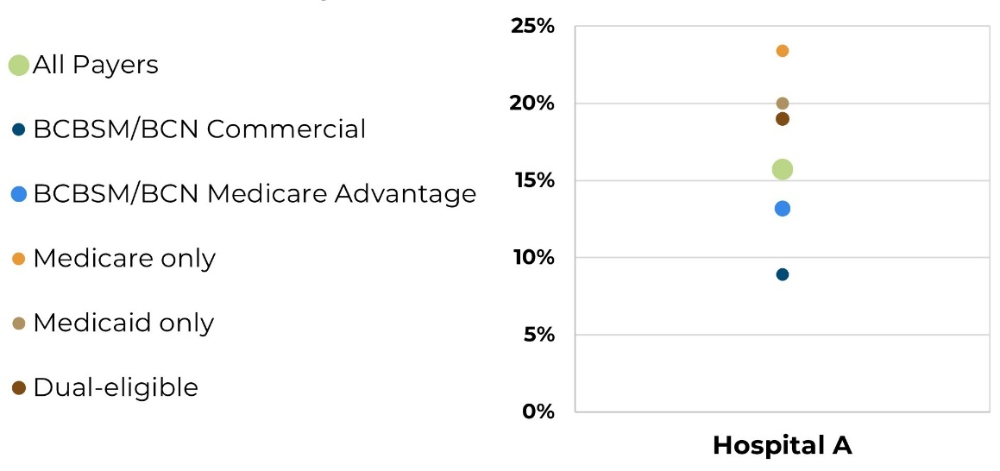 All Payers
BCBSM/BCN Commercial
BCBSM/BCN Medicare Advantage
Medicare only
Medicaid only
Dual-eligible
25%
20%
15%
10%
5%
0%
Hospital A